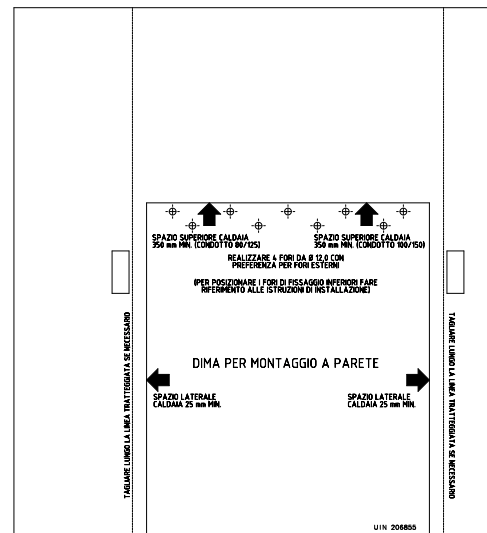 SPAZIO SUPERIORE CALDAIA
350 mm MIN. (CONDOTTO 80/125)
SPAZIO SUPERIORE CALDAIA
350 mm MIN. (CONDOTTO 100/150)
REALIZZARE 4 FORI DA Ø 12,0 CON
PREFERENZA PER FORI ESTERNI
(PER POSIZIONARE I FORI DI FISSAGGIO INFERIORI FARE
RIFERIMENTO ALLE ISTRUZIONI DI INSTALLAZIONE)
TAGLIARE LUNGO LA LINEA TRATTEGGIATA SE NECESSARIO
DIMA PER MONTAGGIO A PARETE
SPAZIO LATERALE
CALDAIA 25 mm MIN.
SPAZIO LATERALE
CALDAIA 25 mm MIN.
TAGLIARE LUNGO LA LINEA TRATTEGGIATA SE NECESSARIO
UIN 206855